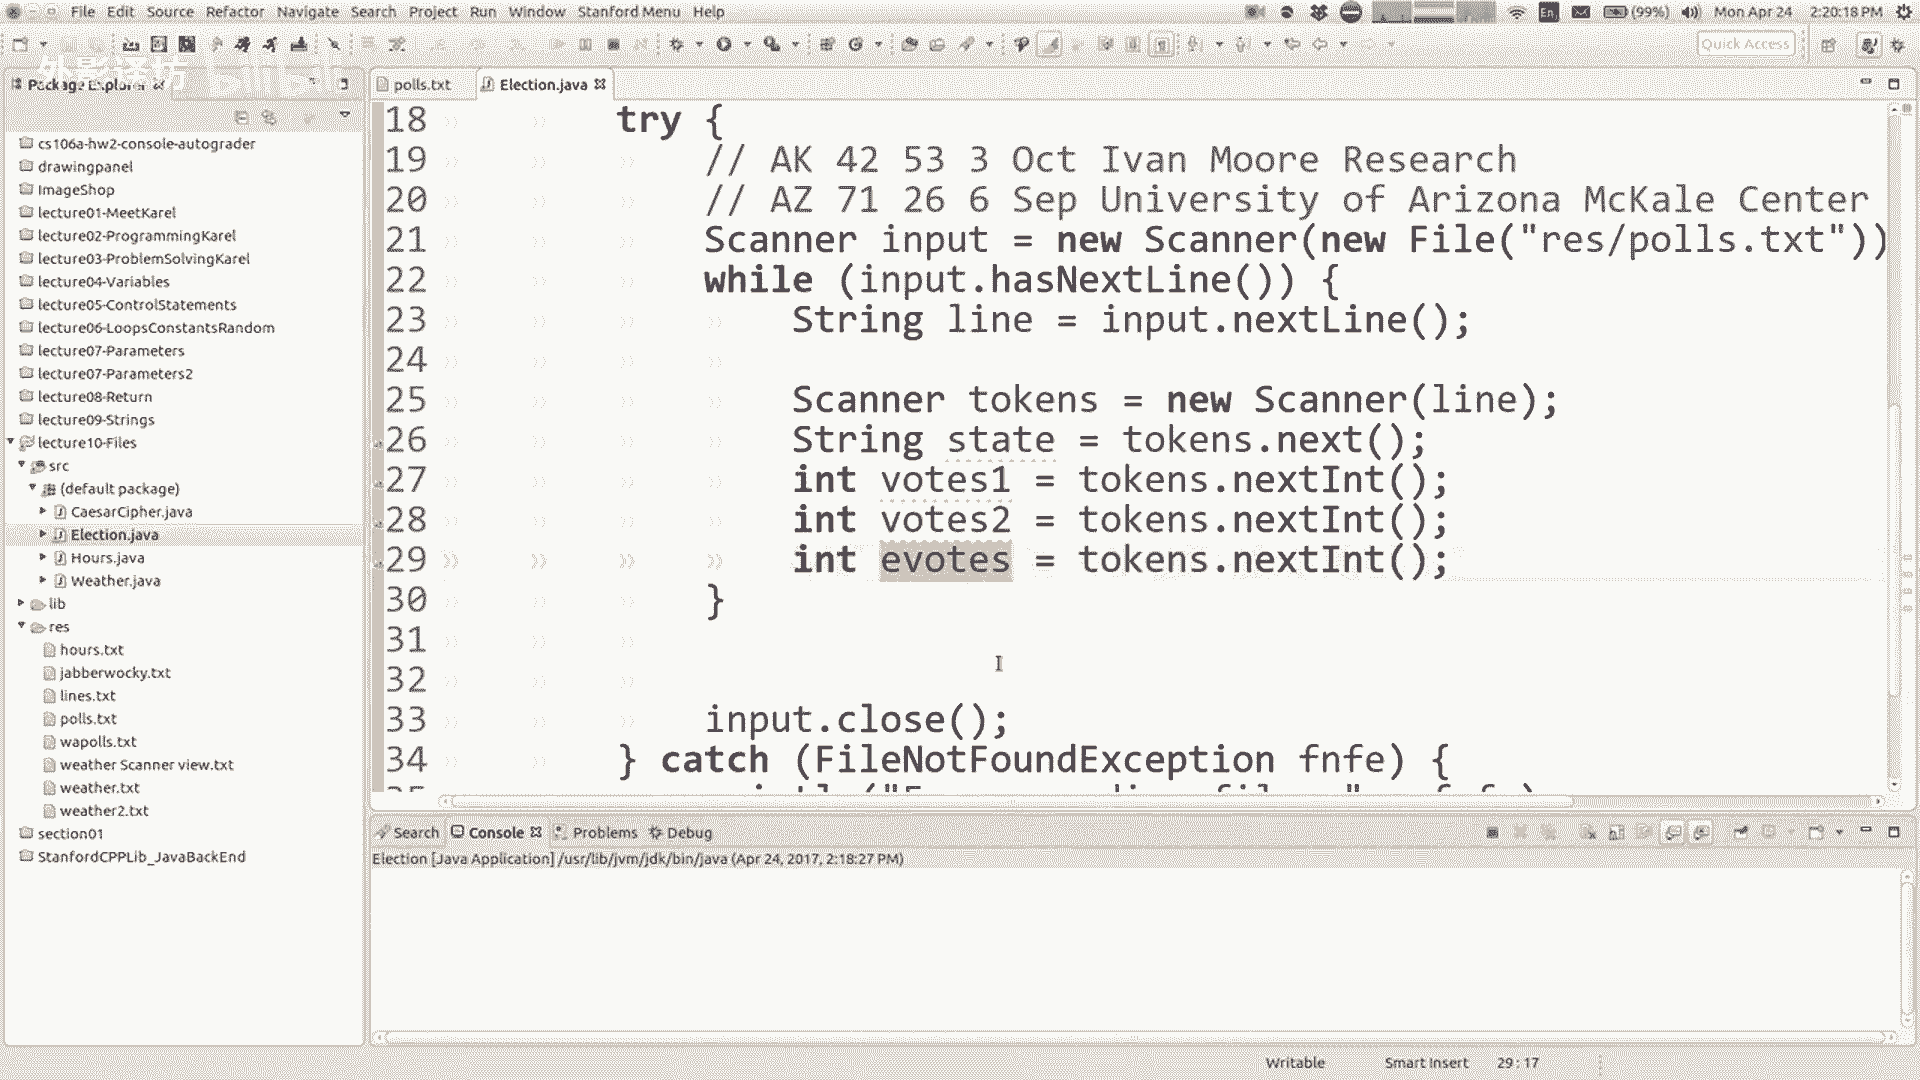 File Edit Source Refactor Navigate Search Project Run Window Stanford Menu Help
En (99%) Mon Apr 24 2:20:18 PM
Quick Access
外影译坊 bilibili
Package Explorer
cs106a-hw2-console-autograder
drawingpanel
ImageShop
lecture01-MeetKarel
lecture02-ProgrammingKarel
lecture03-ProblemSolvingKarel
lecture04-Variables
lecture05-ControlStatements
lecture06-LoopsConstantsRandom
lecture07-Parameters
lecture07-Parameters2
lecture08-Return
lecture09-Strings
lecture10-Files
src
(default package)
CaesarCipher.java
Election.java
Hours.java
Weather.java
lib
res
hours.txt
jabberwocky.txt
lines.txt
polls.txt
wapolls.txt
weather Scanner view.txt
weather.txt
weather2.txt
section01
StanfordCPPLib_JavaBackEnd
polls.txt Election.java
18 try {
19 // AK 42 53 3 Oct Ivan Moore Research
20 // AZ 71 26 6 Sep University of Arizona McKale Center
21 Scanner input = new Scanner(new File("res/polls.txt"))
22 while (input.hasNextLine()) {
23 String line = input.nextLine();
24
25 Scanner tokens = new Scanner(line);
26 String state = tokens.next();
27 int votes1 = tokens.nextInt();
28 int votes2 = tokens.nextInt();
29 int evotes = tokens.nextInt();
30 }
31
32
33 input.close();
34 } catch (FileNotFoundException fnfe) {
Search Console Problems Debug
Election [Java Application] /usr/lib/jvm/jdk/bin/java (Apr 24, 2017, 2:18:27 PM)
Writable Smart Insert 29 : 17